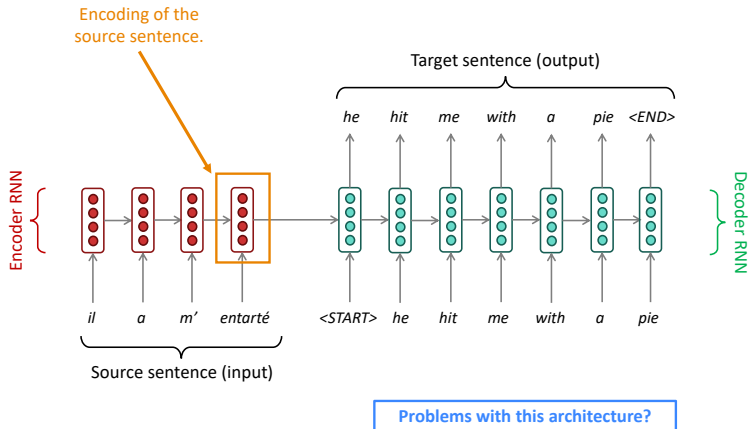 Encoding of the
source sentence.
Target sentence (output)
he hit me with a pie <END>
Encoder RNN
Decoder RNN
il a m’ entarté
<START> he hit me with a pie
Source sentence (input)
Problems with this architecture?